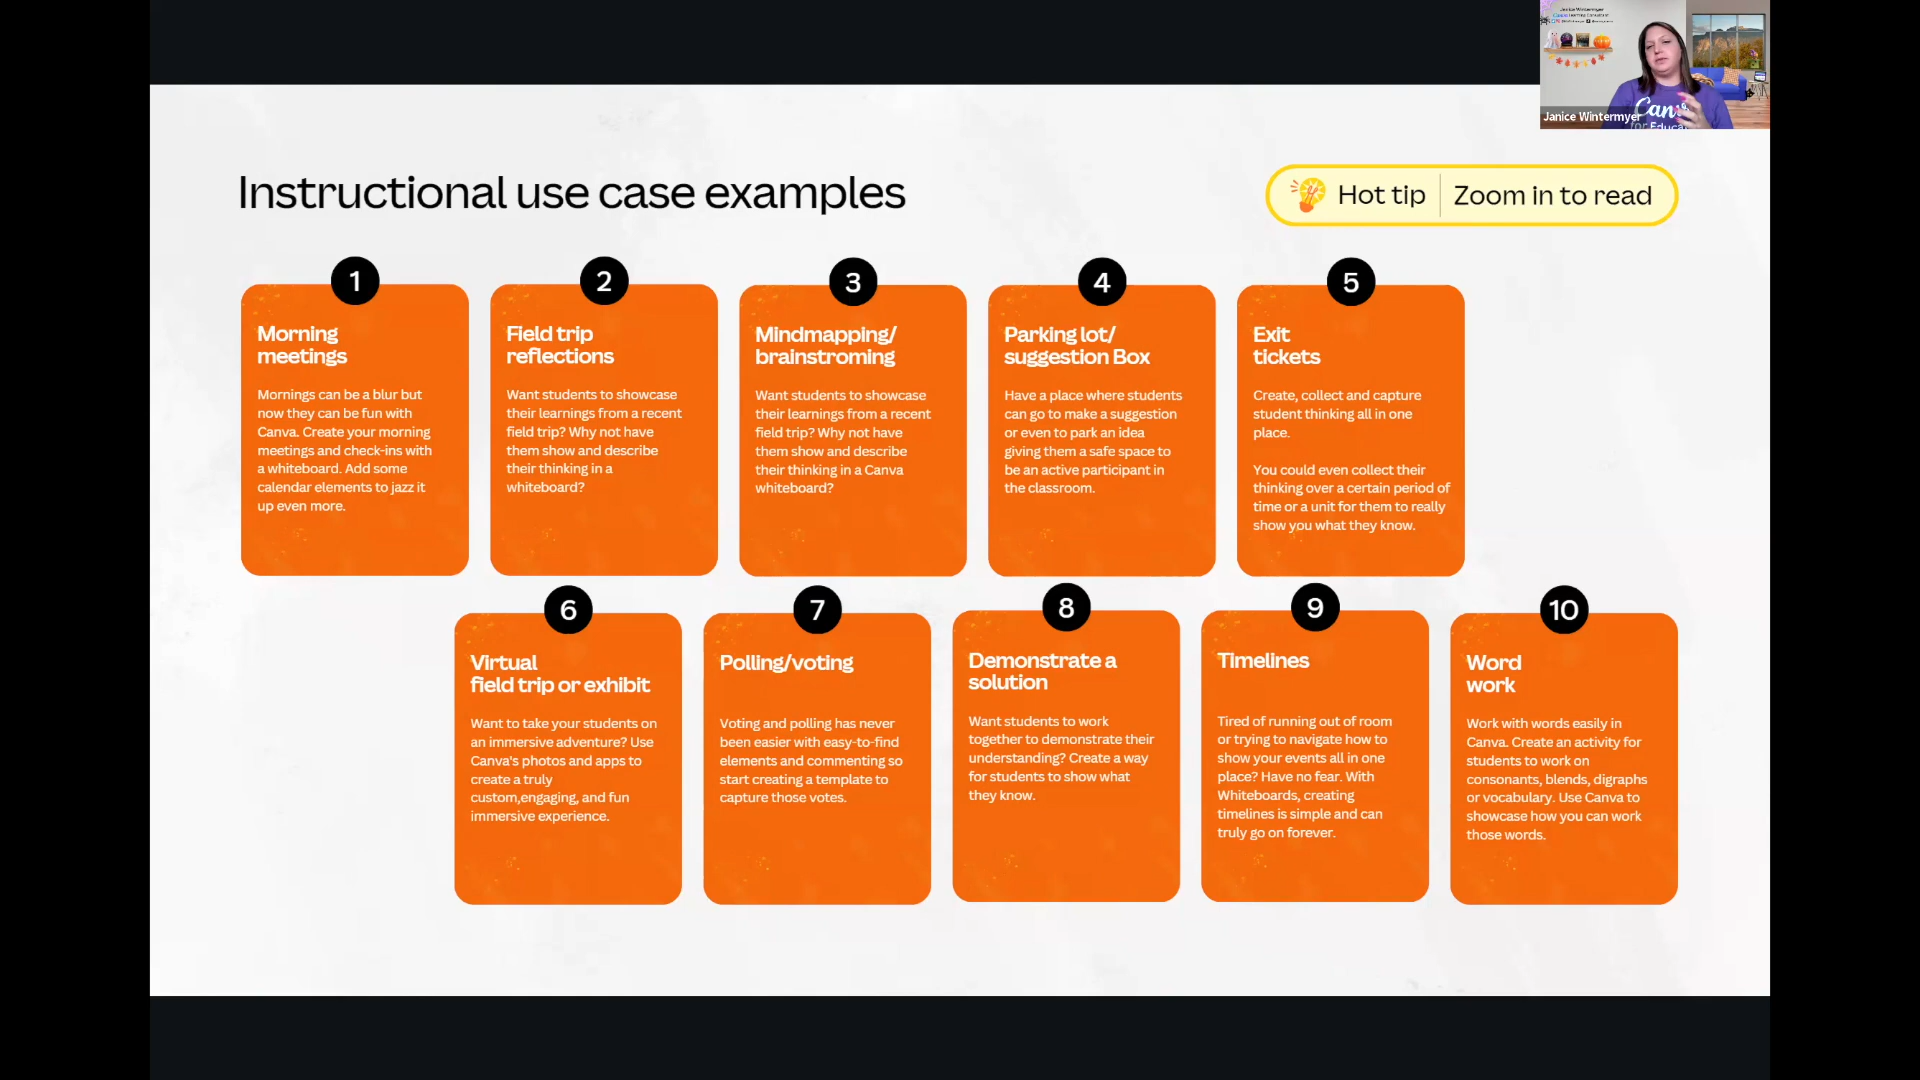 Janice Wintermyer
Canva
for Educa
Janice Wintermyer
Instructional use case examples
Hot tip
Zoom in to read
1
Morning
meetings
Mornings can be a blur but
now they can be fun with
Canva. Create your morning
meetings and check-ins with
a whiteboard. Add some
calendar elements to jazz it
up even more.
2
Field trip
reflections
Want students to showcase
their learnings from a recent
field trip? Why not have
them show and describe
their thinking in a
whiteboard?
3
Mindmapping/
brainstroming
Want students to showcase
their learnings from a recent
field trip? Why not have
them show and describe
their thinking in a Canva
whiteboard?
4
Parking lot/
suggestion Box
Have a place where students
can go to make a suggestion
or even to park an idea
giving them a safe space to
be an active participant in
the classroom.
5
Exit
tickets
Create, collect and capture
student thinking all in one
place.
You could even collect their
thinking over a certain period of
time or a unit for them to really
show you what they know.
6
Virtual
field trip or exhibit
Want to take your students on
an immersive adventure? Use
Canva's photos and apps to
create a truly
custom,engaging, and fun
immersive experience.
7
Polling/voting
Voting and polling has never
been easier with easy-to-find
elements and commenting so
start creating a template to
capture those votes.
8
Demonstrate a
solution
Want students to work
together to demonstrate their
understanding? Create a way
for students to show what
they know.
9
Timelines
Tired of running out of room
or trying to navigate how to
show your events all in one
place? Have no fear. With
Whiteboards, creating
timelines is simple and can
truly go on forever.
10
Word
work
Work with words easily in
Canva. Create an activity for
students to work on
consonants, blends, digraphs
or vocabulary. Use Canva to
showcase how you can work
those words.